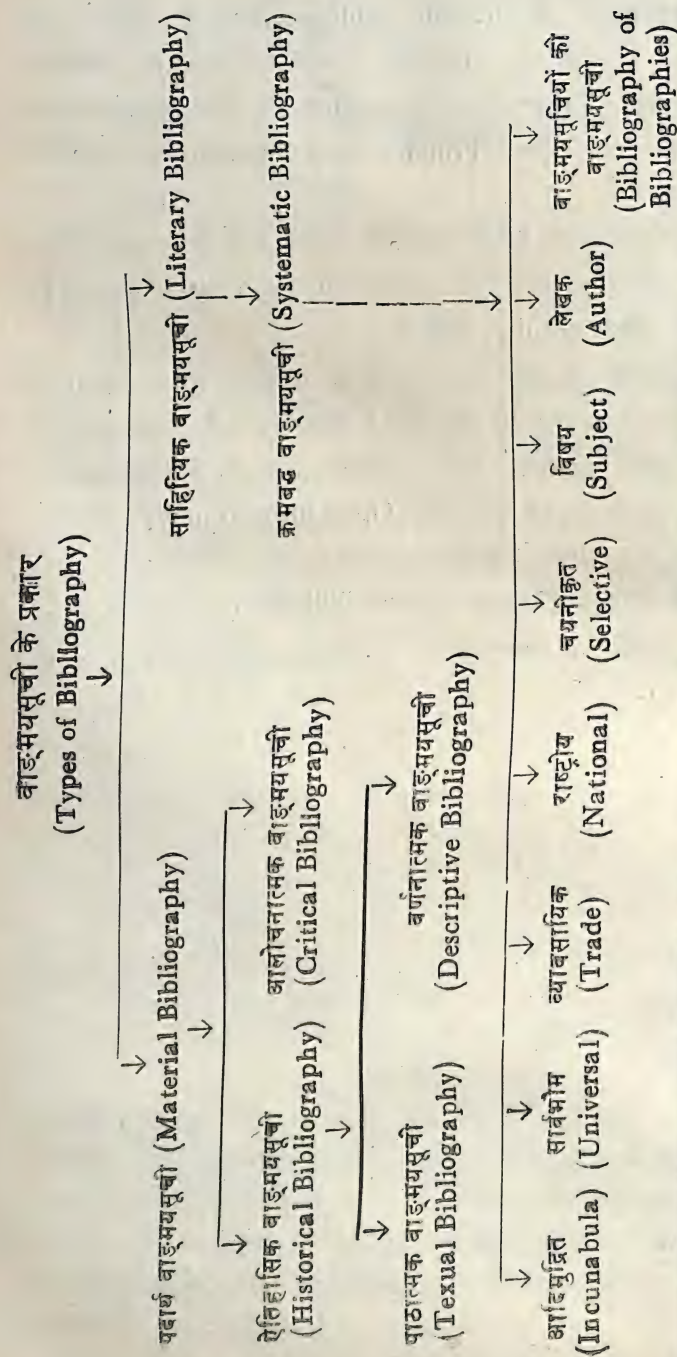 वाङ्मयसूची के प्रकार
(Types of Bibliography)
पदार्थ वाङ्मयसूची (Material Bibliography)
साहित्यिक वाङ्मयसूची (Literary Bibliography)
ऐतिहासिक वाङ्मयसूची
(Historical Bibliography)
आलोचनात्मक वाङ्मयसूची
(Critical Bibliography)
क्रमबद्ध वाङ्मयसूची (Systematic Bibliography)
पाठात्मक वाङ्मयसूची
(Texual Bibliography)
वर्णनात्मक वाङ्मयसूची
(Descriptive Bibliography)
आदिमुद्रित
(Incunabula)
सार्वभौम
(Universal)
व्यावसायिक
(Trade)
राष्ट्रीय
(National)
चयनीकृत
(Selective)
विषय
(Subject)
लेखक
(Author)
वाङ्मयसूचियों की
वाङ्मयसूची
(Bibliography of
Bibliographies)